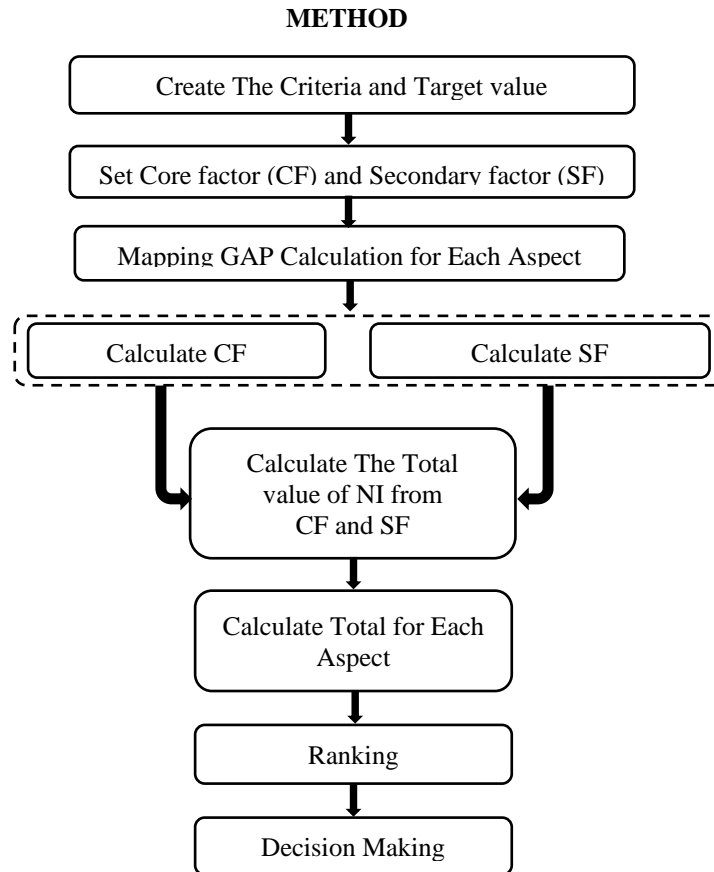 METHOD
Create The Criteria and Target value
Set Core factor (CF) and Secondary factor (SF)
Mapping GAP Calculation for Each Aspect
Calculate CF
Calculate SF
Calculate The Total
value of NI from
CF and SF
Calculate Total for Each
Aspect
Ranking
Decision Making